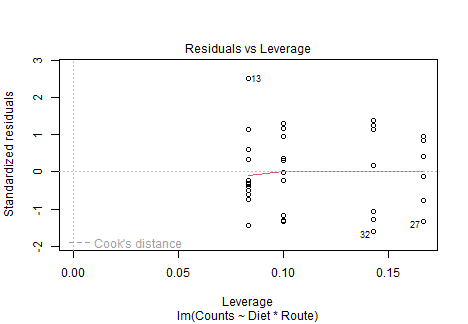 Residuals vs Leverage
Standardized residuals
3
2
1
0
-1
-2
13
32
27
Cook's distance
0.00
0.05
0.10
0.15
Leverage
lm(Counts ~ Diet * Route)